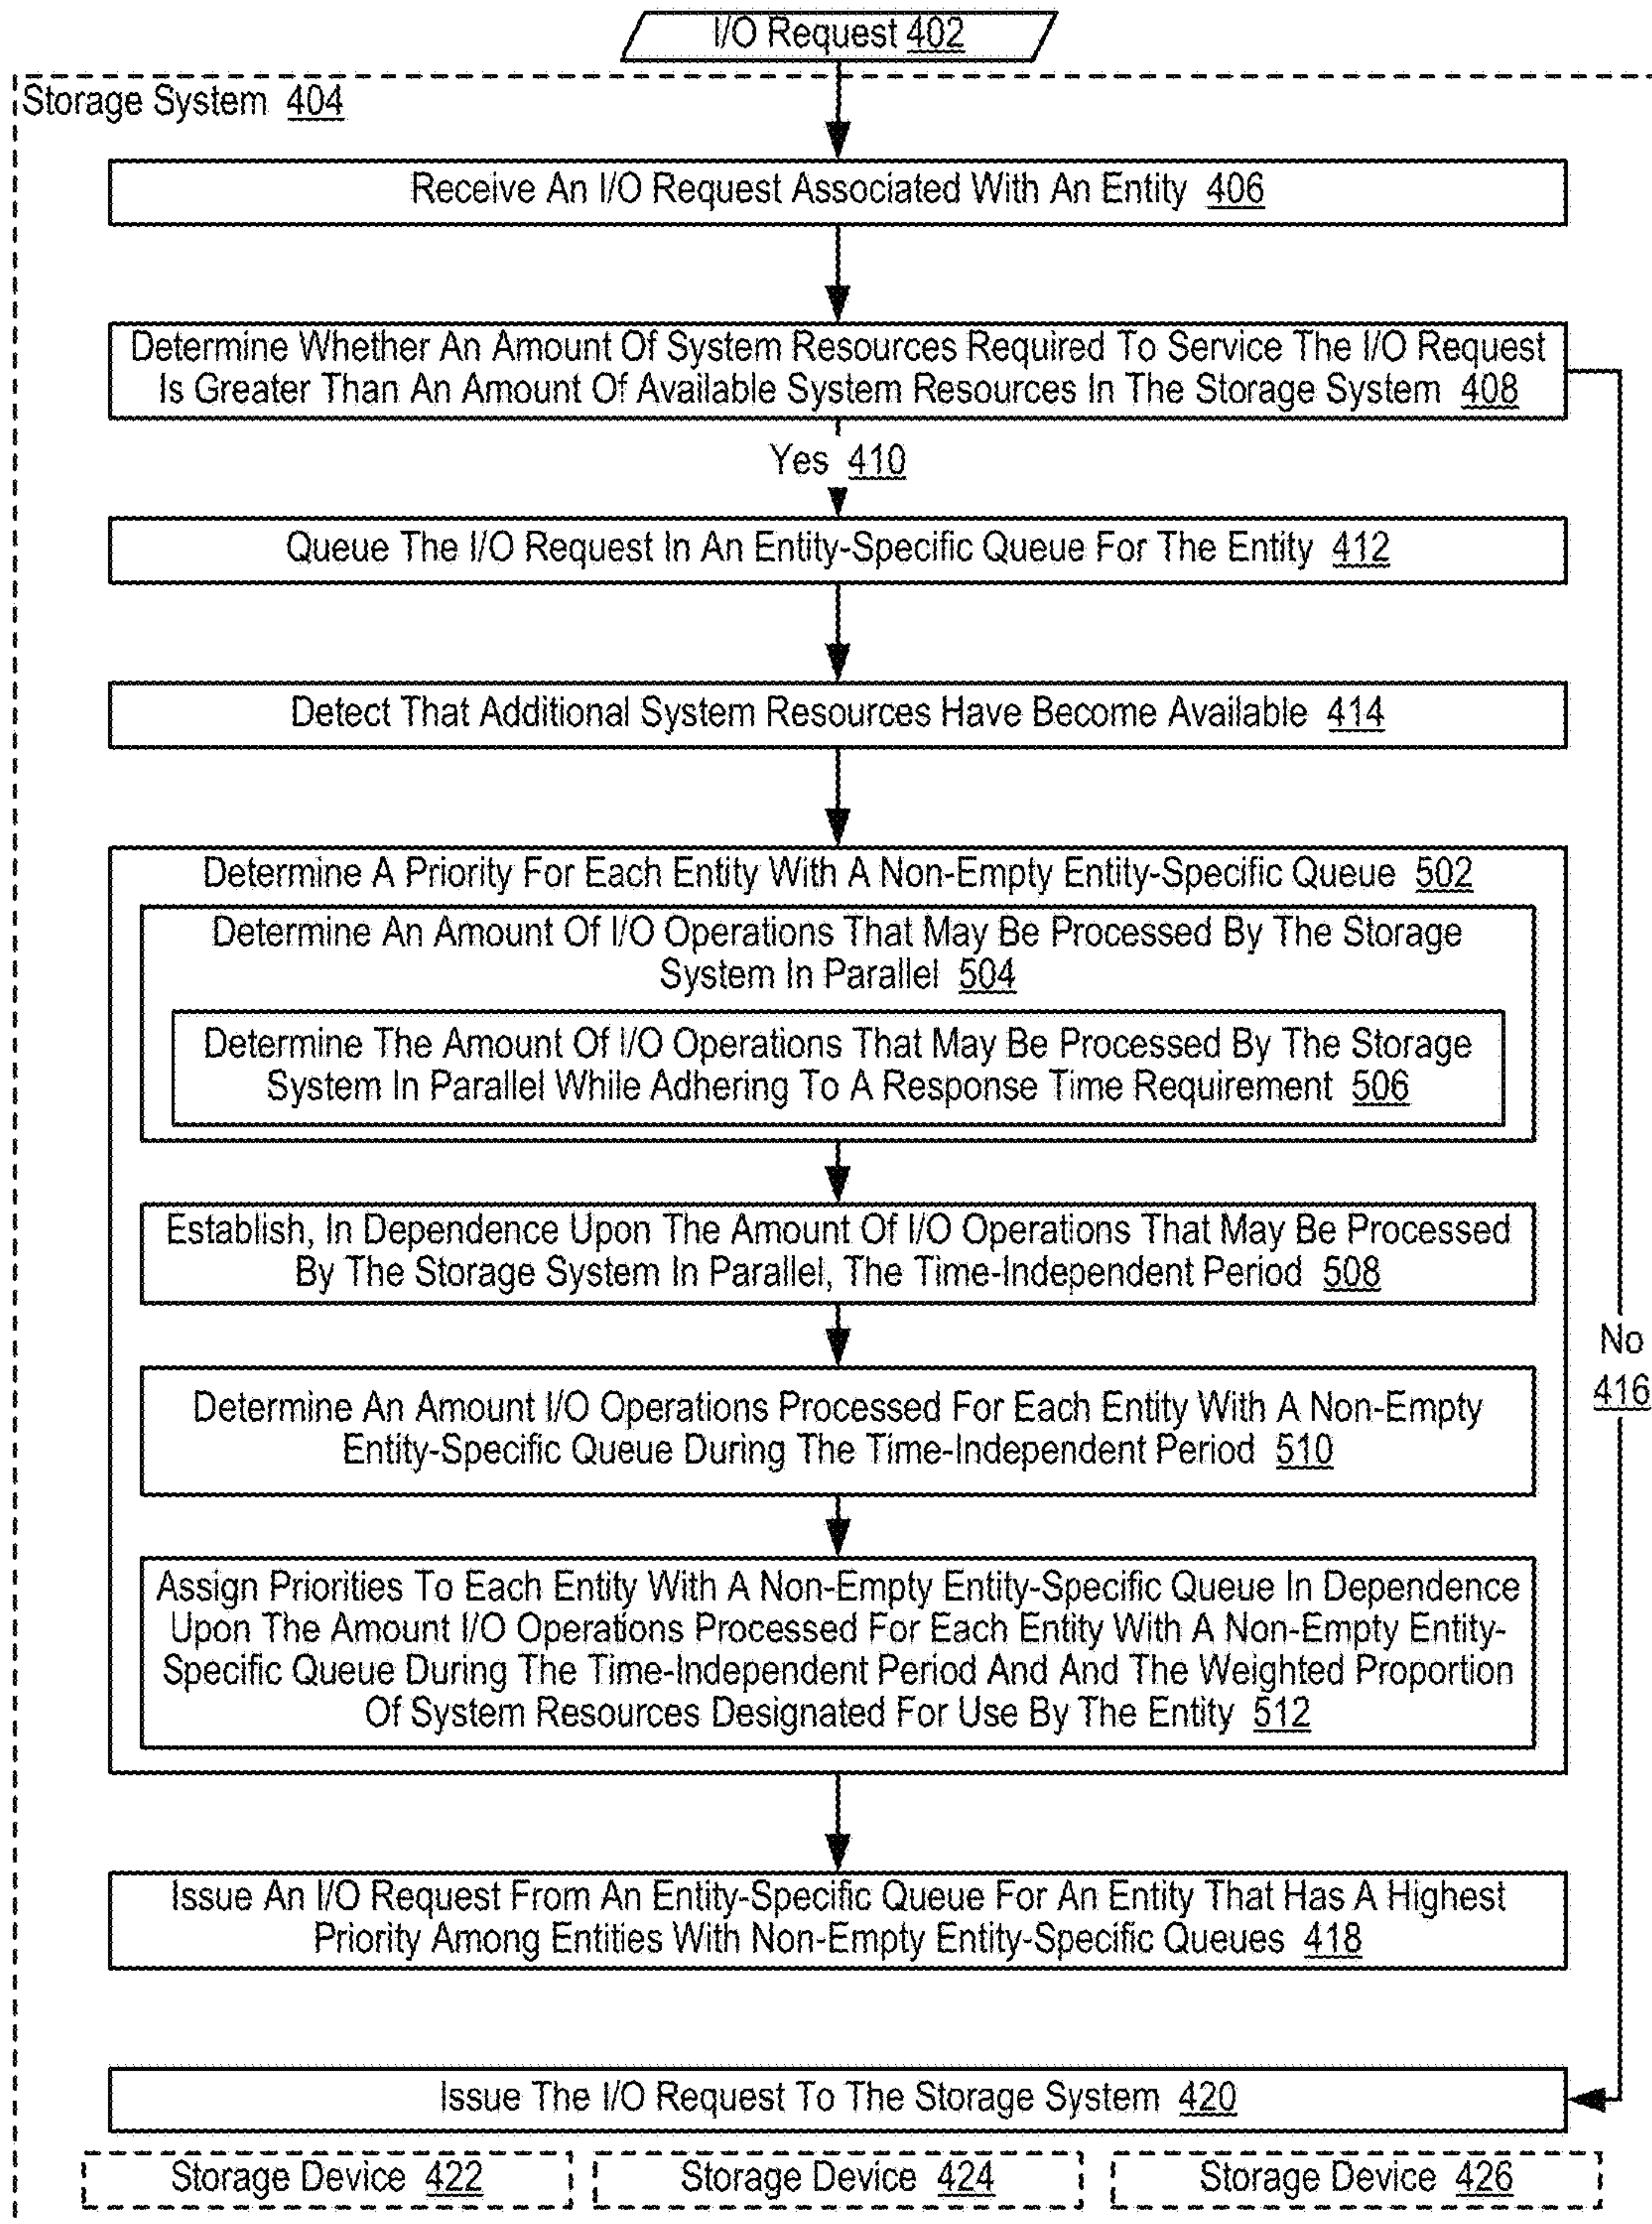 I/O Request 402
Storage System 404
Receive An I/O Request Associated With An Entity 406
Determine Whether An Amount Of System Resources Required To Service The I/O Request
Is Greater Than An Amount Of Available System Resources In The Storage System 408
Yes 410
Queue The I/O Request In An Entity-Specific Queue For The Entity 412
Detect That Additional System Resources Have Become Available 414
Determine A Priority For Each Entity With A Non-Empty Entity-Specific Queue 502
Determine An Amount Of I/O Operations That May Be Processed By The Storage
System In Parallel 504
Determine The Amount Of I/O Operations That May Be Processed By The Storage
System In Parallel While Adhering To A Response Time Requirement 506
Establish, In Dependence Upon The Amount Of I/O Operations That May Be Processed
By The Storage System In Parallel, The Time-Independent Period 508
No
416
Determine An Amount I/O Operations Processed For Each Entity With A Non-Empty
Entity-Specific Queue During The Time-Independent Period 510
Assign Priorities To Each Entity With A Non-Empty Entity-Specific Queue In Dependence
Upon The Amount I/O Operations Processed For Each Entity With A Non-Empty Entity-
Specific Queue During The Time-Independent Period And And The Weighted Proportion
Of System Resources Designated For Use By The Entity 512
Issue An I/O Request From An Entity-Specific Queue For An Entity That Has A Highest
Priority Among Entities With Non-Empty Entity-Specific Queues 418
Issue The I/O Request To The Storage System 420
Storage Device 422
Storage Device 424
Storage Device 426